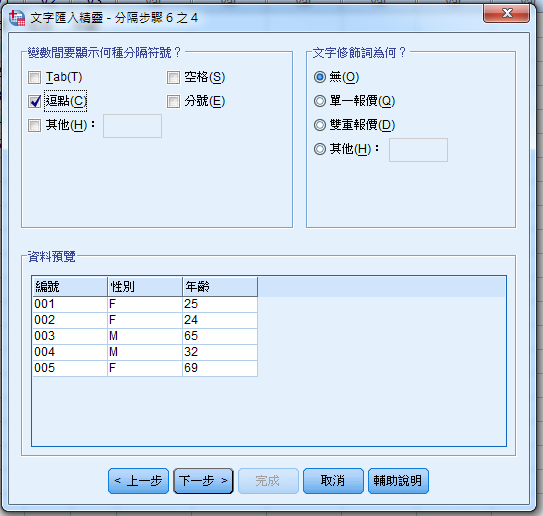 文字匯入精靈 - 分隔步驟 6 之 4
變數間要顯示何種分隔符號？
Tab(T)
空格(S)
逗點(C)
分號(E)
其他(H)：
文字修飾詞為何？
無(O)
單一報價(Q)
雙重報價(D)
其他(H)：
資料預覽
編號 性別 年齡
001 F 25
002 F 24
003 M 65
004 M 32
005 F 69
< 上一步 下一步 > 完成 取消 輔助說明